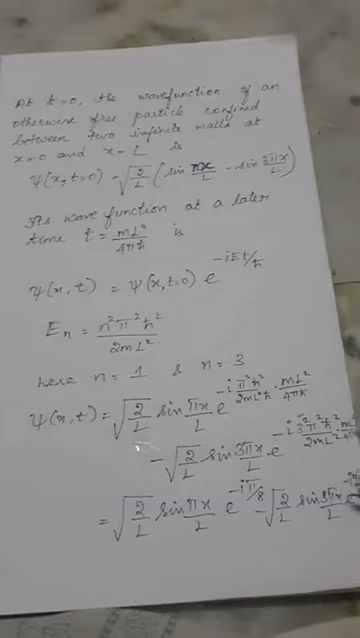 At t=0, the wavefunction of an
otherwise free particle confined
between two infinite walls at
x=0 and x=L is
ψ(x,t=0) = √(2/L) (sin πx/L - sin 3πx/L)
Its wave function at a later
time t = mL²/4πħ is
ψ(x,t) = ψ(x,t=0) e^(-iEt/ħ)
Eₙ = n²π²ħ²/2mL²
here n=1 & n=3
ψ(x,t) = √(2/L) sin πx/L e^(-i π²ħ²/2mL²ħ · mL²/4πħ)
- √(2/L) sin 3πx/L e
= √(2/L) sin πx/L e^(-iπ/8) - √(2/L) sin 3πx/L